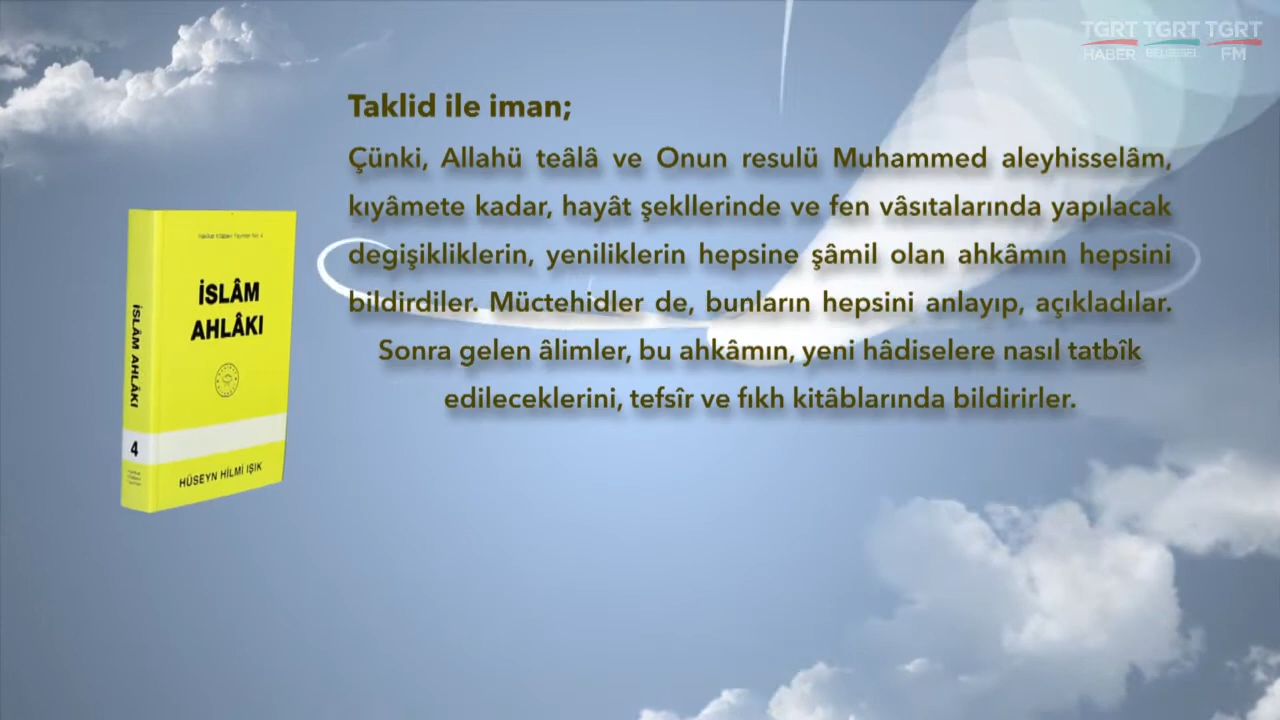 TGRT TGRT TGRT
HABER BELGESEL FM
Taklid ile iman;
Çünki, Allahü teâlâ ve Onun resulü Muhammed aleyhisselâm,
kıyâmete kadar, hayât şekllerinde ve fen vâsıtalarında yapılacak
degişikliklerin, yeniliklerin hepsine şâmil olan ahkâmın hepsini
bildirdiler. Müctehidler de, bunların hepsini anlayıp, açıkladılar.
Sonra gelen âlimler, bu ahkâmın, yeni hâdiselere nasıl tatbîk
edileceklerini, tefsîr ve fıkh kitâblarında bildirirler.
İSLÂM
AHLÂKI
HÜSEYN HİLMİ IŞIK
İSLÂM AHLÂKI
4